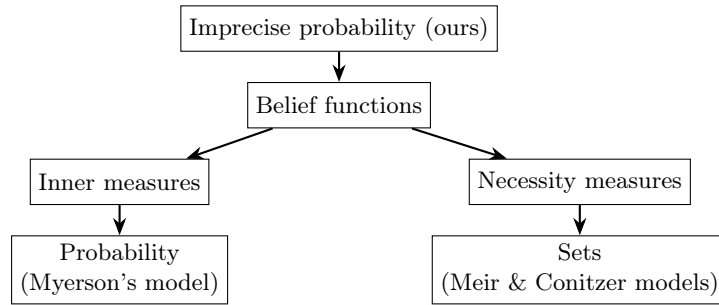 Imprecise probability (ours)
Belief functions
Inner measures
Necessity measures
Probability
(Myerson's model)
Sets
(Meir & Conitzer models)